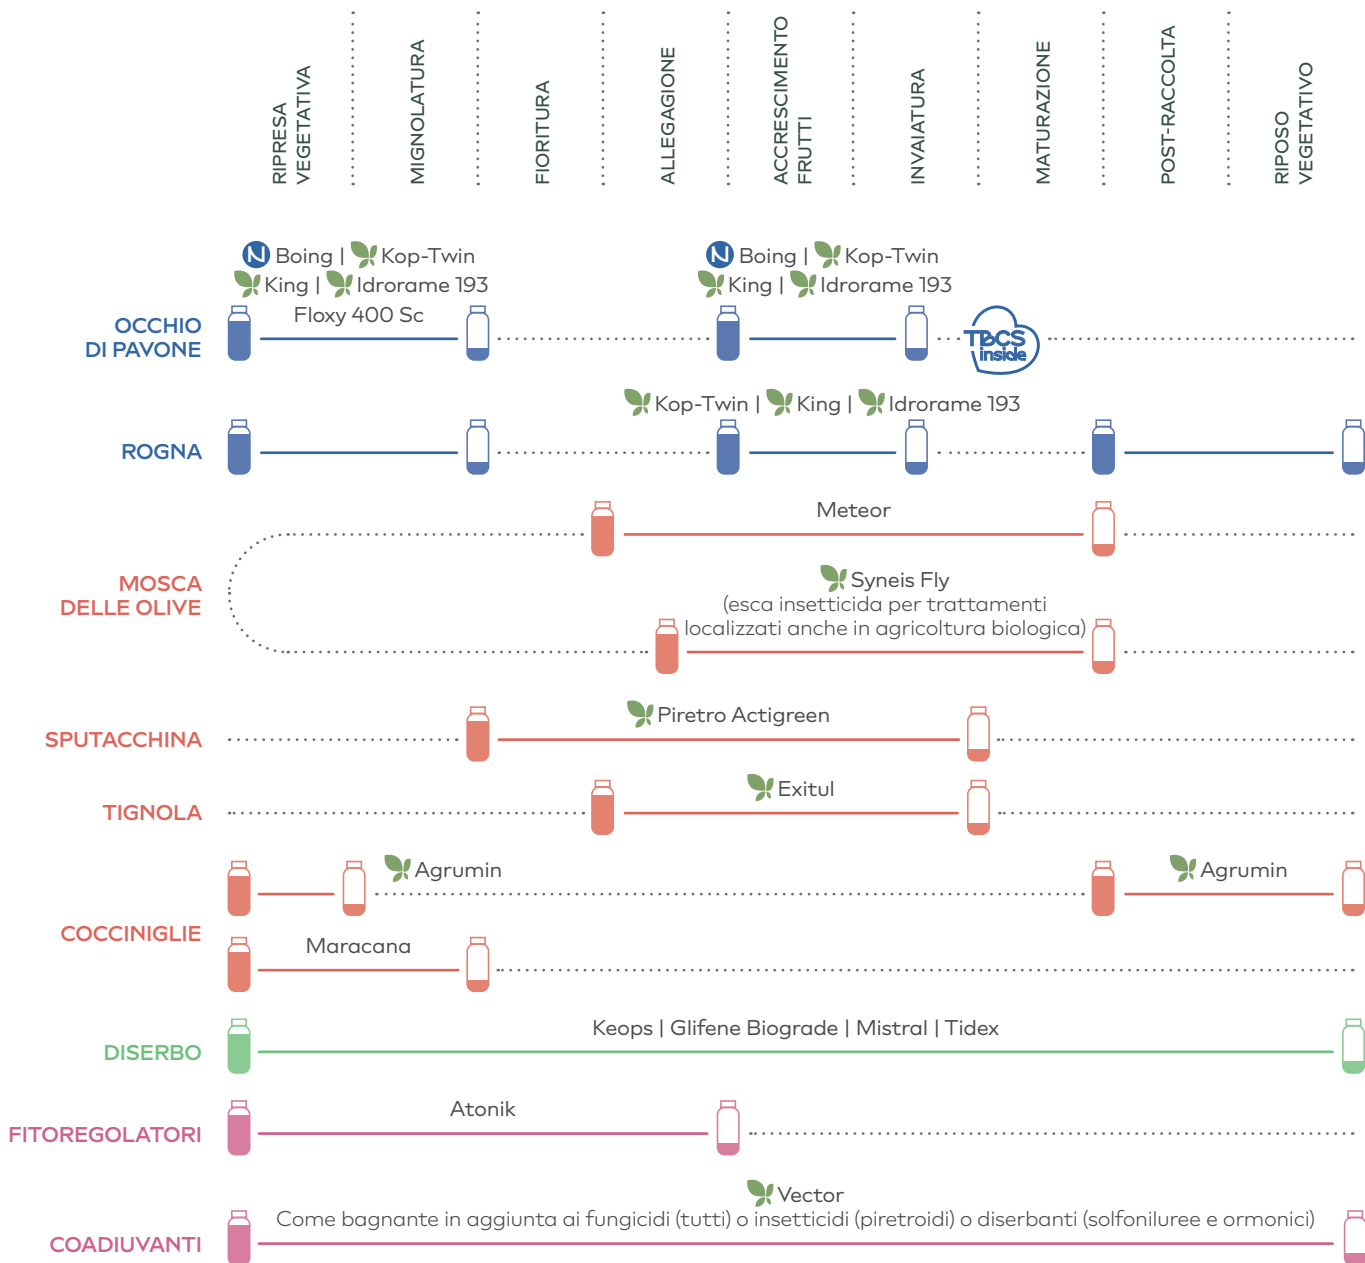 RIPRESA
VEGETATIVA
MIGNOLATURA
FIORITURA
ALLEGAGIONE
ACCRESCIMENTO
FRUTTI
INVAIATURA
MATURAZIONE
POST-RACCOLTA
RIPOSO
VEGETATIVO
N Boing | Kop-Twin
King | Idrorame 193
Floxy 400 Sc
N Boing | Kop-Twin
King | Idrorame 193
OCCHIO
DI PAVONE
TBCS
inside
Kop-Twin | King | Idrorame 193
ROGNA
Meteor
MOSCA
DELLE OLIVE
Syneis Fly
(esca insetticida per trattamenti
localizzati anche in agricoltura biologica)
Piretro Actigreen
SPUTACCHINA
Exitul
TIGNOLA
Agrumin
Agrumin
COCCINIGLIE
Maracana
Keops | Glifene Biograde | Mistral | Tidex
DISERBO
Atonik
FITOREGOLATORI
Vector
Come bagnante in aggiunta ai fungicidi (tutti) o insetticidi (piretroidi) o diserbanti (solfoniluree e ormonici)
COADIUVANTI